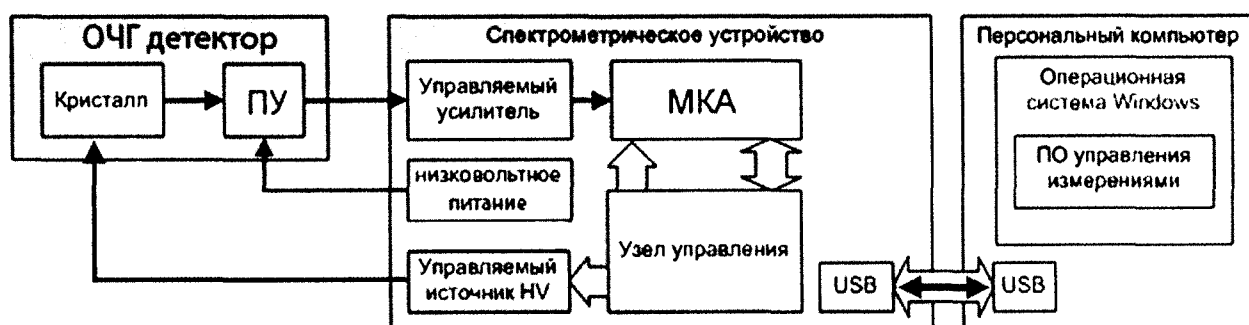 ОЧГ детектор
Кристалл
ПУ
Спектрометрическое устройство
Управляемый
усилитель
МКА
низковольтное
питание
Управляемый
источник HV
Узел управления
USB
Персональный компьютер
Операционная
система Windows
ПО управления
измерениями
USB